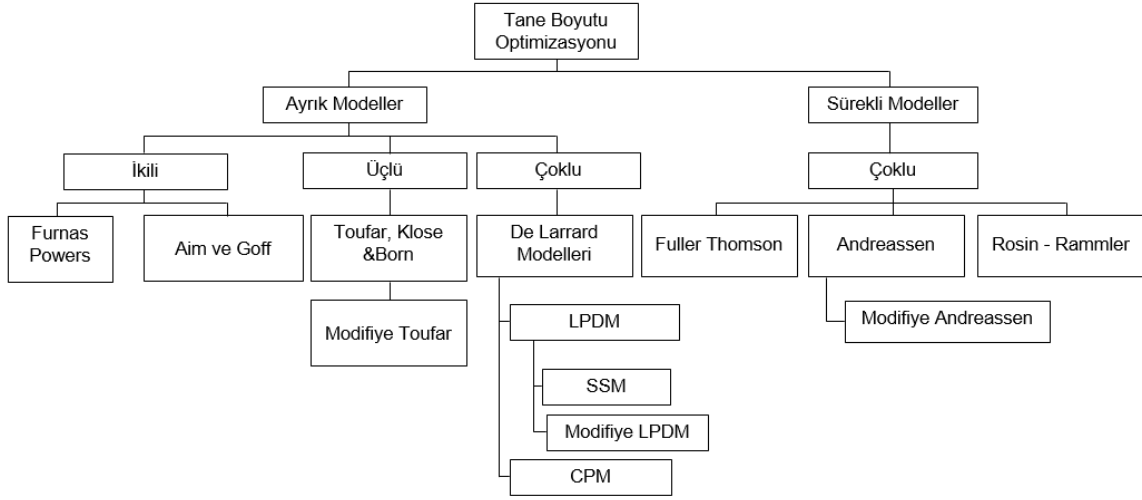 Tane Boyutu
Optimizasyonu
Ayrık Modeller
Sürekli Modeller
İkili
Üçlü
Çoklu
Çoklu
Furnas
Powers
Aim ve Goff
Toufar, Klose
&Born
De Larrard
Modelleri
Fuller Thomson
Andreassen
Rosin - Rammler
Modifiye Toufar
LPDM
Modifiye Andreassen
SSM
Modifiye LPDM
CPM